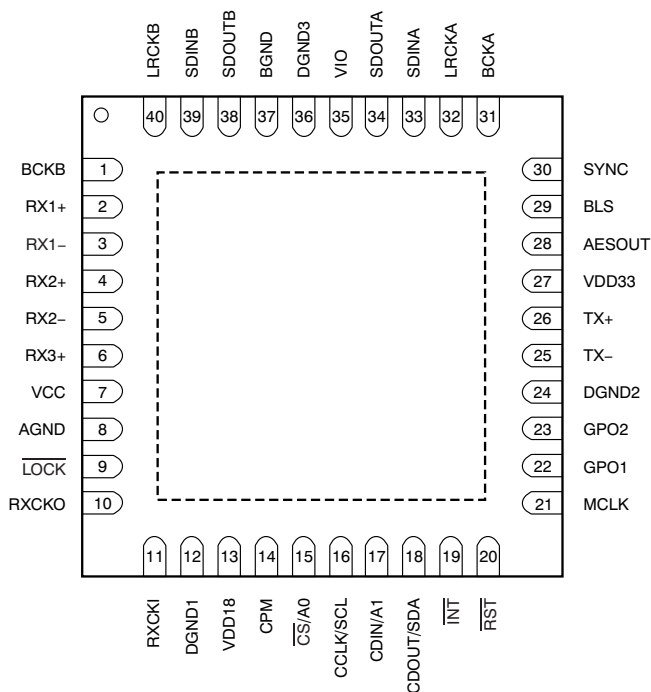 LRCKB SDINB SDOUTB BGND DGND3 VIO SDOUTA SDINA LRCKA BCKA
40 39 38 37 36 35 34 33 32 31
BCKB 1 30 SYNC
RX1+ 2 29 BLS
RX1− 3 28 AESOUT
RX2+ 4 27 VDD33
RX2− 5 26 TX+
RX3+ 6 25 TX−
VCC 7 24 DGND2
AGND 8 23 GPO2
LOCK 9 22 GPO1
RXCKO 10 21 MCLK
11 12 13 14 15 16 17 18 19 20
RXCKI DGND1 VDD18 CPM CS/A0 CCLK/SCL CDIN/A1 CDOUT/SDA INT RST